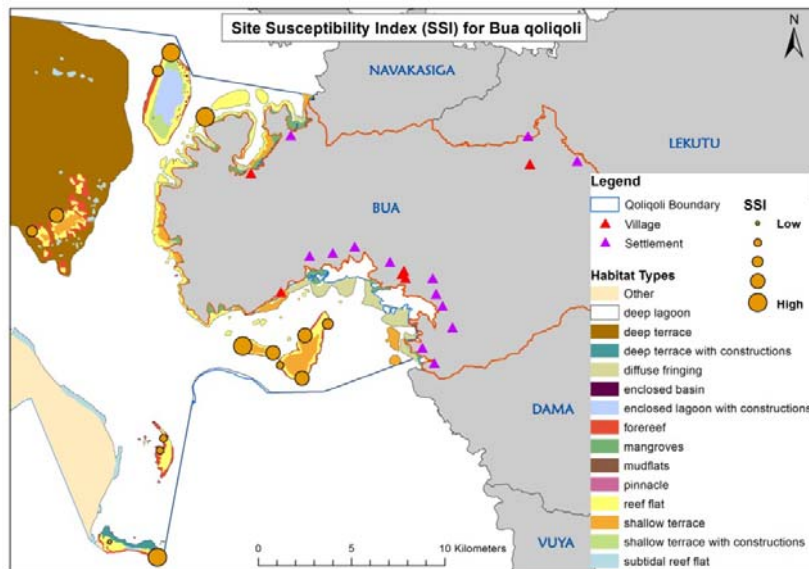 Site Susceptibility Index (SSI) for Bua qoliqoli
N
NAVAKASIGA
LEKUTU
BUA
DAMA
VUYA
Legend
Qoliqoli Boundary
Village
Settlement
SSI
Low
High
Habitat Types
Other
deep lagoon
deep terrace
deep terrace with constructions
diffuse fringing
enclosed basin
enclosed lagoon with constructions
forereef
mangroves
mudflats
pinnacle
reef flat
shallow terrace
shallow terrace with constructions
subtidal reef flat
0 5 10 Kilometers